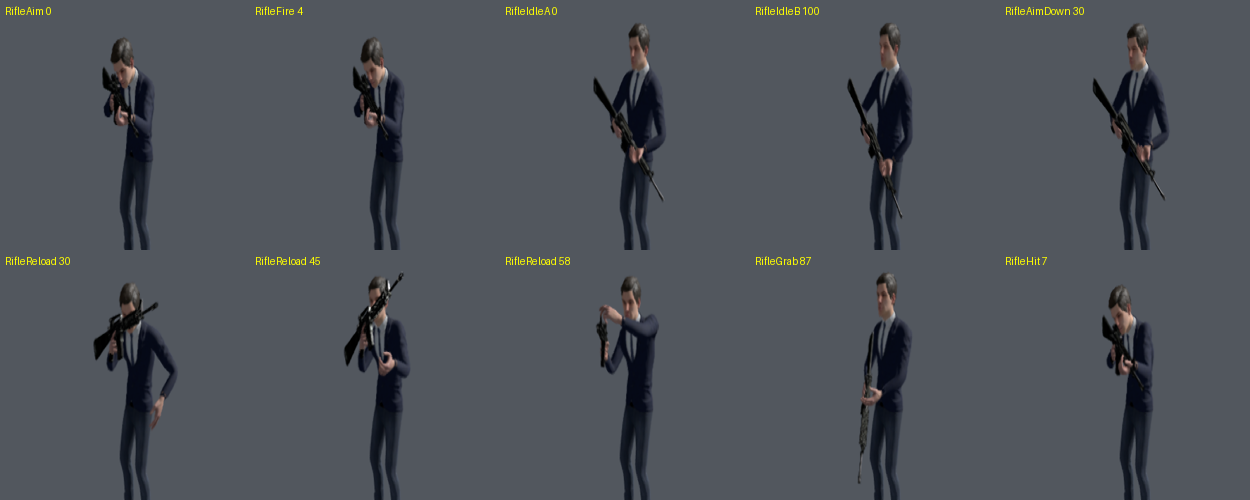 RifleAim 0
RifleFire 4
RifleIdleA 0
RifleIdleB 100
RifleAimDown 30
RifleReload 30
RifleReload 45
RifleReload 58
RifleGrab 87
RifleHit 7